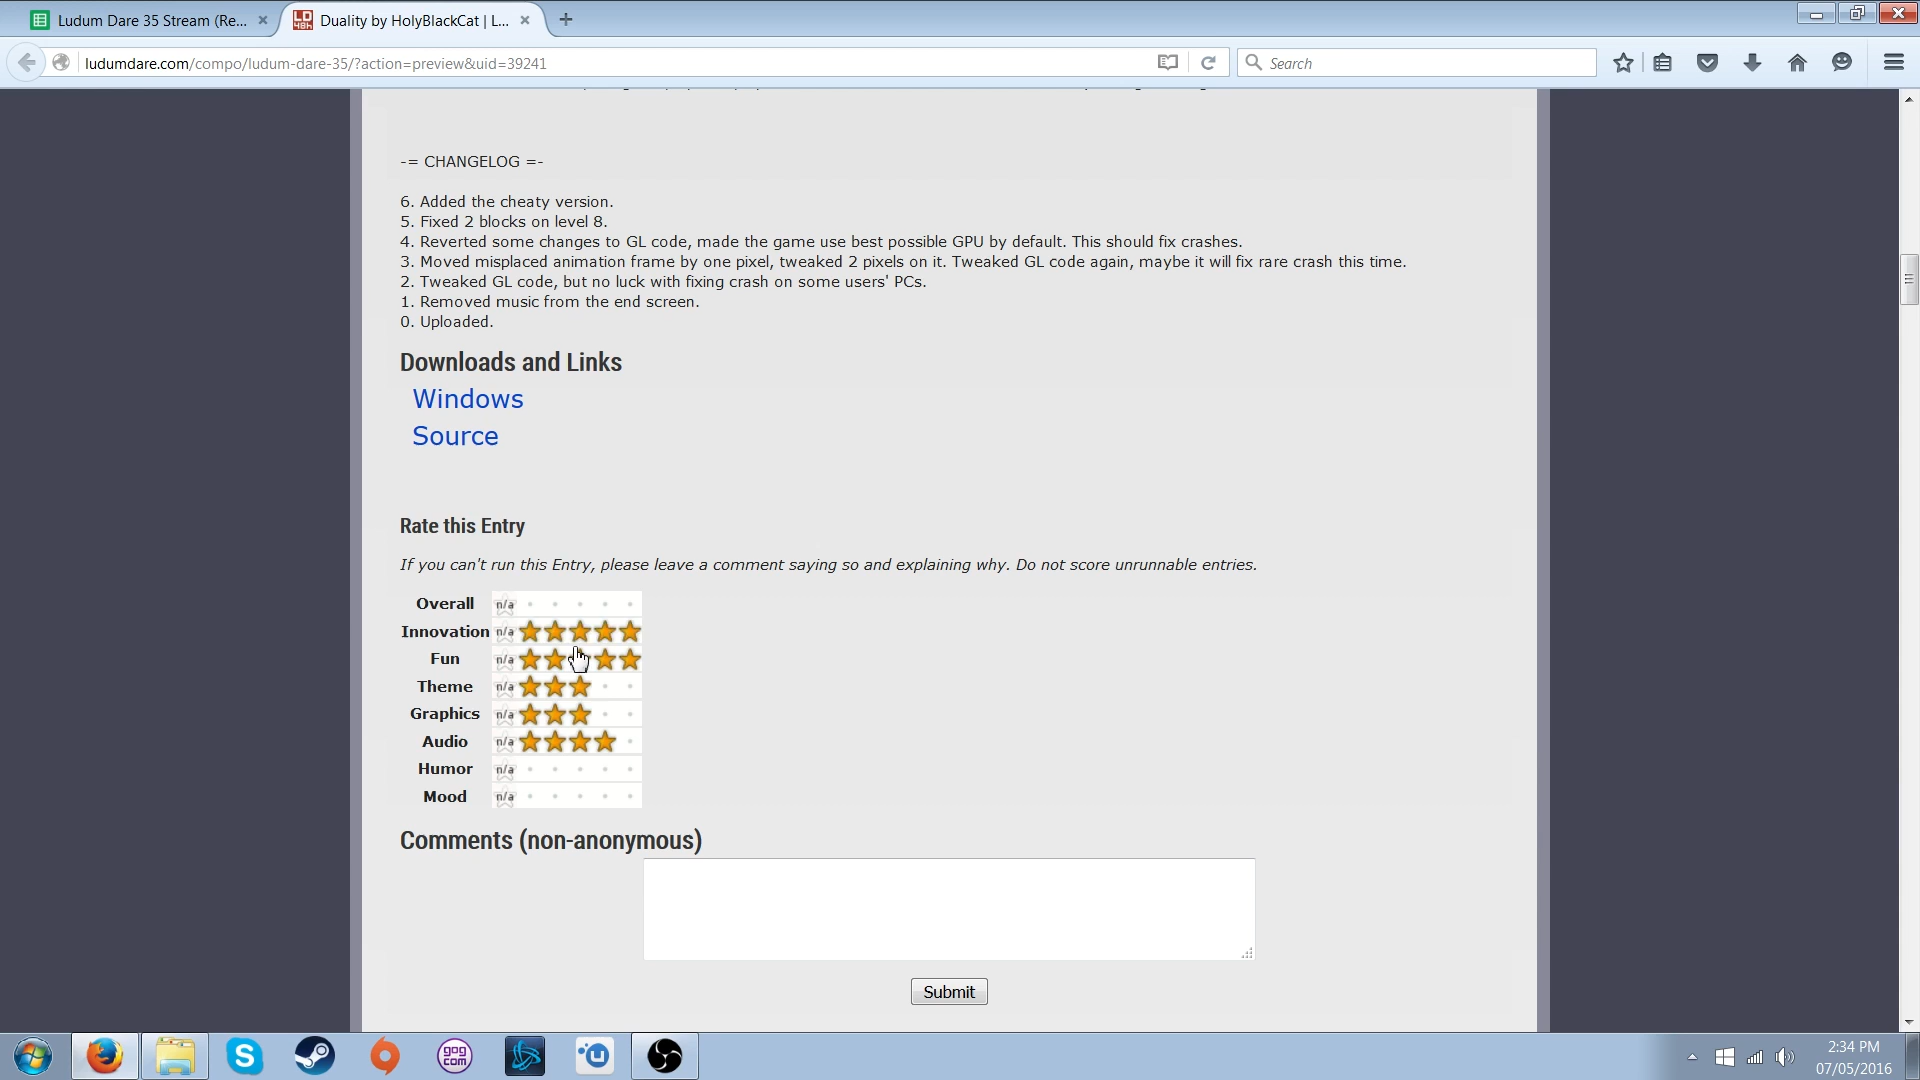 Ludum Dare 35 Stream (Re...
Duality by HolyBlackCat | L...
ludumdare.com/compo/ludum-dare-35/?action=preview&uid=39241
Search
-= CHANGELOG =-
6. Added the cheaty version.
5. Fixed 2 blocks on level 8.
4. Reverted some changes to GL code, made the game use best possible GPU by default. This should fix crashes.
3. Moved misplaced animation frame by one pixel, tweaked 2 pixels on it. Tweaked GL code again, maybe it will fix rare crash this time.
2. Tweaked GL code, but no luck with fixing crash on some users' PCs.
1. Removed music from the end screen.
0. Uploaded.
Downloads and Links
Windows
Source
Rate this Entry
If you can't run this Entry, please leave a comment saying so and explaining why. Do not score unrunnable entries.
Overall n/a
Innovation n/a
Fun n/a
Theme n/a
Graphics n/a
Audio n/a
Humor n/a
Mood n/a
Comments (non-anonymous)
Submit
gog
com
2:34 PM
07/05/2016